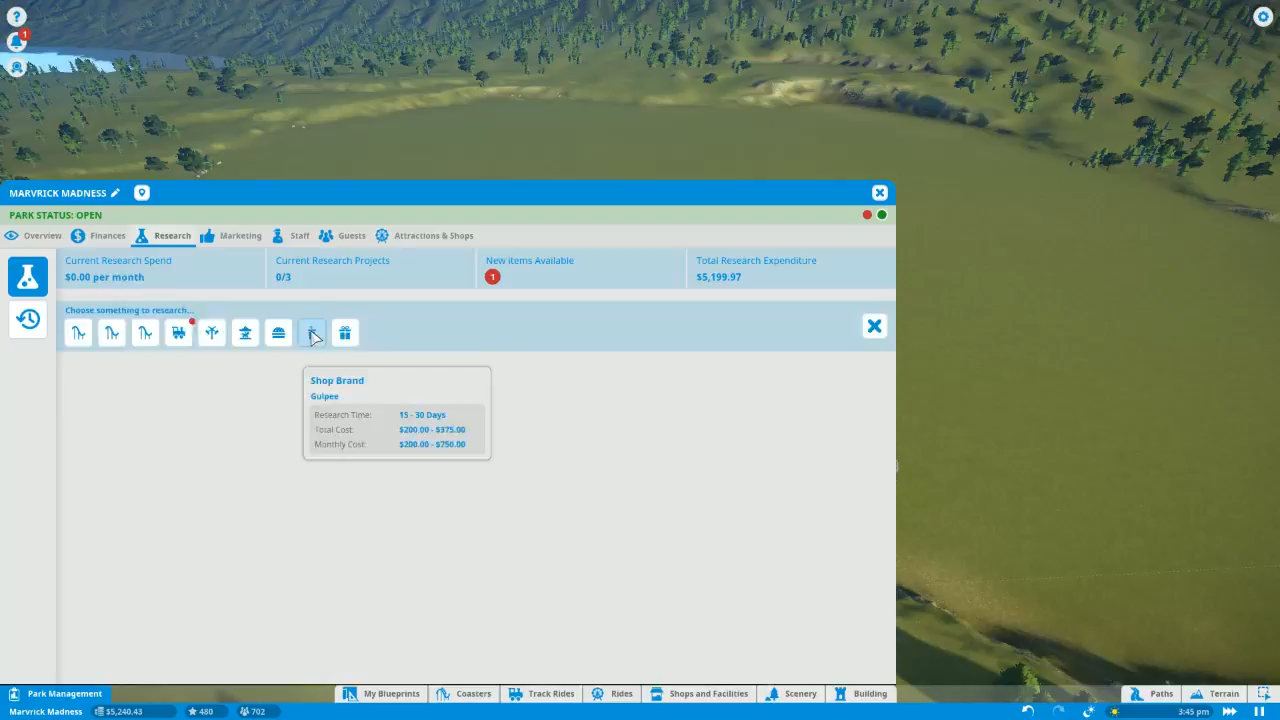 ?
1
MARVRICK MADNESS
PARK STATUS: OPEN
Overview Finances Research Marketing Staff Guests Attractions & Shops
Current Research Spend Current Research Projects New items Available Total Research Expenditure
$0.00 per month 0/3 1 $5,199.97
Choose something to research...
Shop Brand
Gulpee
Research Time: 15 - 30 Days
Total Cost: $200.00 - $375.00
Monthly Cost: $200.00 - $750.00
Park Management My Blueprints Coasters Track Rides Rides Shops and Facilities Scenery Building Paths Terrain
Marvrick Madness $5,240.43 480 702 3:45 pm